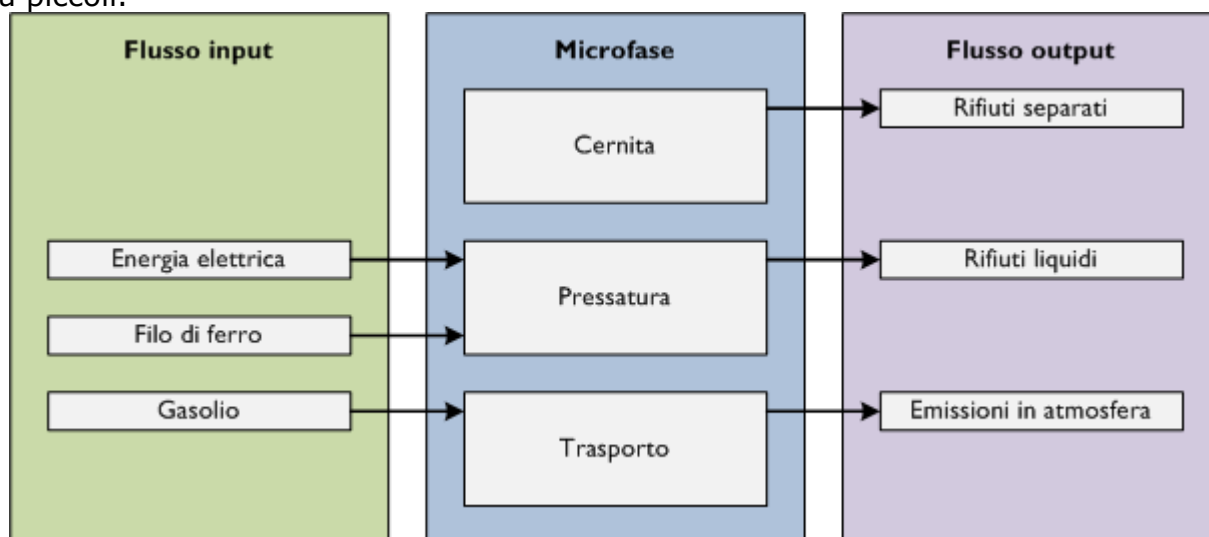 piccoli.
Flusso input
Microfase
Flusso output
Cernita
Rifiuti separati
Energia elettrica
Pressatura
Rifiuti liquidi
Filo di ferro
Gasolio
Trasporto
Emissioni in atmosfera